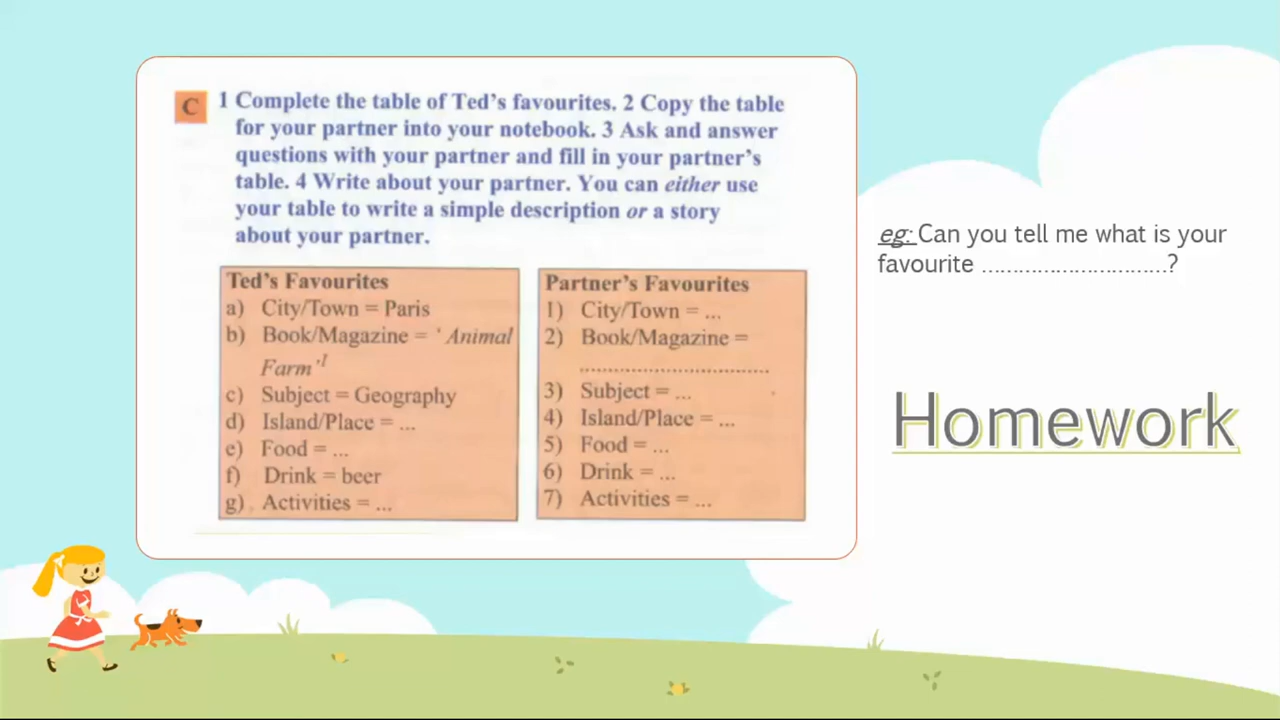 C 1 Complete the table of Ted's favourites. 2 Copy the table
for your partner into your notebook. 3 Ask and answer
questions with your partner and fill in your partner's
table. 4 Write about your partner. You can either use
your table to write a simple description or a story
about your partner.
Ted's Favourites
a) City/Town = Paris
b) Book/Magazine = ' Animal
Farm'1
c) Subject = Geography
d) Island/Place = ...
e) Food = ...
f) Drink = beer
g) . Activities = ...
Partner's Favourites
1) City/Town = ...
2) Book/Magazine =
................................
3) Subject = ...
4) Island/Place = ...
5) Food = ...
6) Drink = ...
7) Activities = ...
eg: Can you tell me what is your
favourite ..............................?
Homework